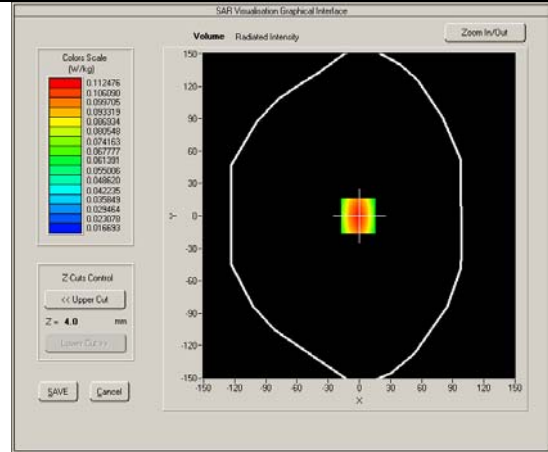 SAR Visualisation Graphical Interface
Volume Radiated Intensity
Zoom In/Out
Colors Scale
(W/kg)
0.112476
0.106090
0.099705
0.093319
0.086934
0.080548
0.074163
0.067777
0.061391
0.055006
0.048620
0.042235
0.035849
0.029464
0.023078
0.016693
Z-Cuts Control
<< Upper Cut
Z = 4.0 mm
Lower Cut >>
SAVE
Cancel
150-
120-
90-
60-
30-
0-
-30-
-60-
-90-
-120-
-150-
Y
-150 -120 -90 -60 -30 0 30 60 90 120 150
X